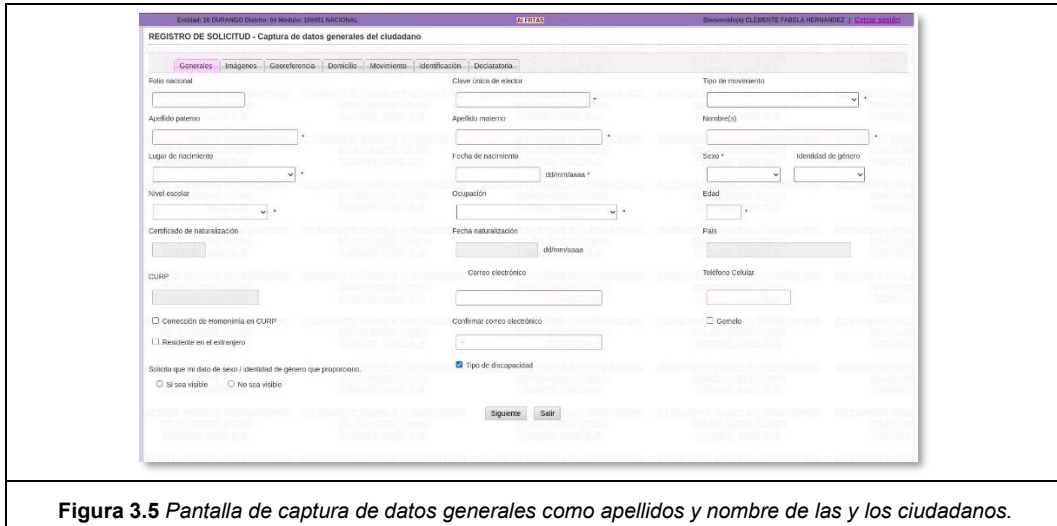 Entidad: 10 DURANGO Distrito: 04 Módulo: 100451 NACIONAL ALERTAS Bienvenido(a) CLEMENTE FABELA HERNANDEZ | Cerrar sesión
REGISTRO DE SOLICITUD - Captura de datos generales del ciudadano
Generales Imágenes Georeferencia Domicilio Movimiento Identificación Declaratoria
Folio nacional Clave única de elector Tipo de movimiento
* *
Apellido paterno Apellido materno Nombre(s)
* * *
Lugar de nacimiento Fecha de nacimiento Sexo * Identidad de género
* dd/mm/aaaa *
Nivel escolar Ocupación Edad
* * *
Certificado de naturalización Fecha naturalización País
dd/mm/aaaa
CURP Correo electrónico Teléfono Celular
Corrección de Homonimia en CURP Confirmar correo electrónico Gemelo
Residente en el extranjero
Solicito que mi dato de sexo / identidad de género que proporciono. Tipo de discapacidad
Si sea visible No sea visible
Siguiente Salir
Figura 3.5 Pantalla de captura de datos generales como apellidos y nombre de las y los ciudadanos.